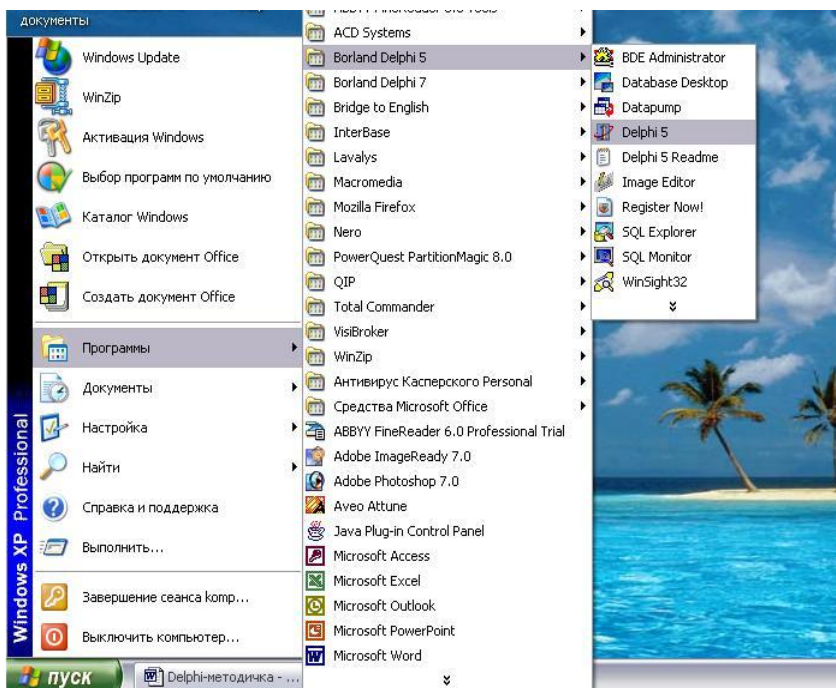 документы
Windows Update
WinZip
Активация Windows
Выбор программ по умолчанию
Каталог Windows
Открыть документ Office
Создать документ Office
Программы
Документы
Настройка
Найти
Справка и поддержка
Выполнить...
Завершение сеанса komp...
Выключить компьютер...
Windows XP Professional
ACD Systems
Borland Delphi 5
Borland Delphi 7
Bridge to English
InterBase
Lavalys
Macromedia
Mozilla Firefox
Nero
PowerQuest PartitionMagic 8.0
QIP
Total Commander
VisiBroker
WinZip
Антивирус Касперского Personal
Средства Microsoft Office
ABBYY FineReader 6.0 Professional Trial
Adobe ImageReady 7.0
Adobe Photoshop 7.0
Aveo Attune
Java Plug-in Control Panel
Microsoft Access
Microsoft Excel
Microsoft Outlook
Microsoft PowerPoint
Microsoft Word
BDE Administrator
Database Desktop
Datapump
Delphi 5
Delphi 5 Readme
Image Editor
Register Now!
SQL Explorer
SQL Monitor
WinSight32
пуск
Delphi-методичка - ...